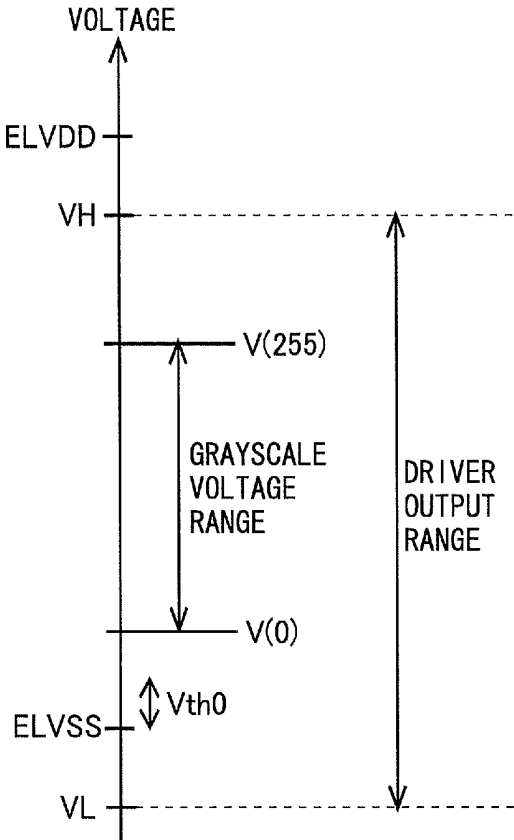 VOLTAGE
ELVDD
VH
V(255)
GRAYSCALE
VOLTAGE
RANGE
DRIVER
OUTPUT
RANGE
V(0)
Vth0
ELVSS
VL